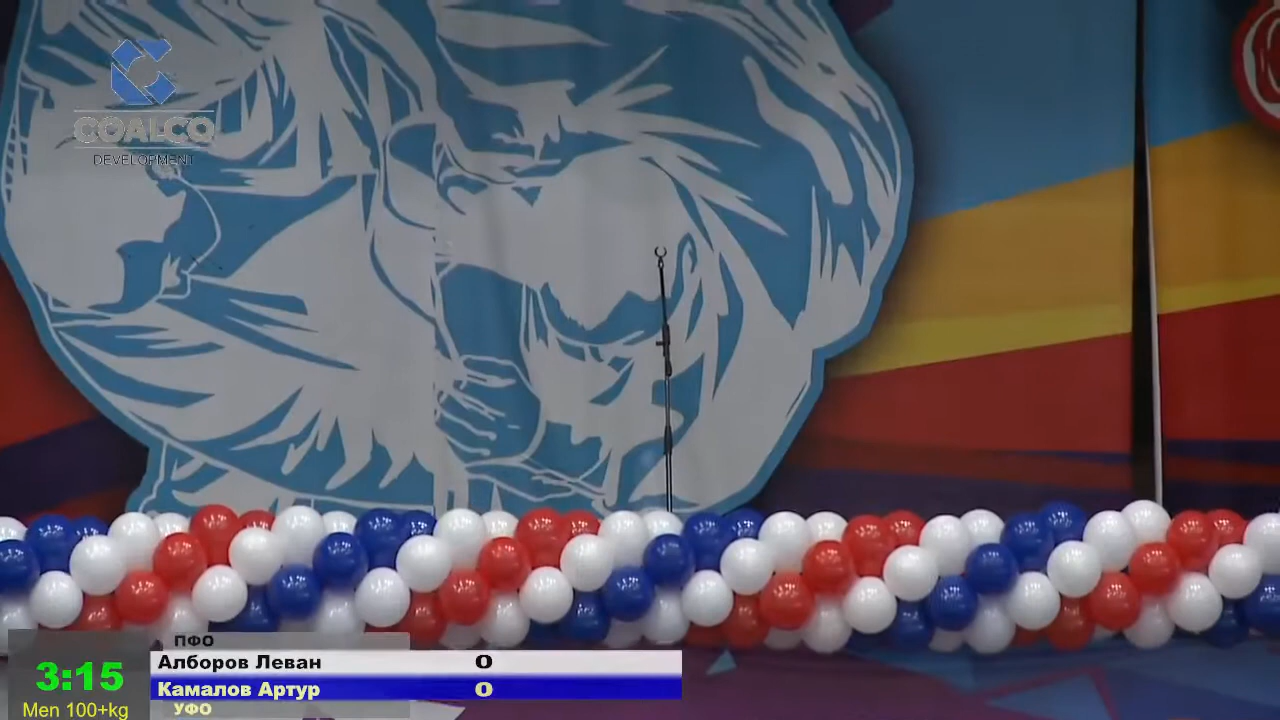 COALCO
DEVELOPMENT
ПФО
Алборов Леван 0
3:15
Камалов Артур 0
Men 100+kg
УФО